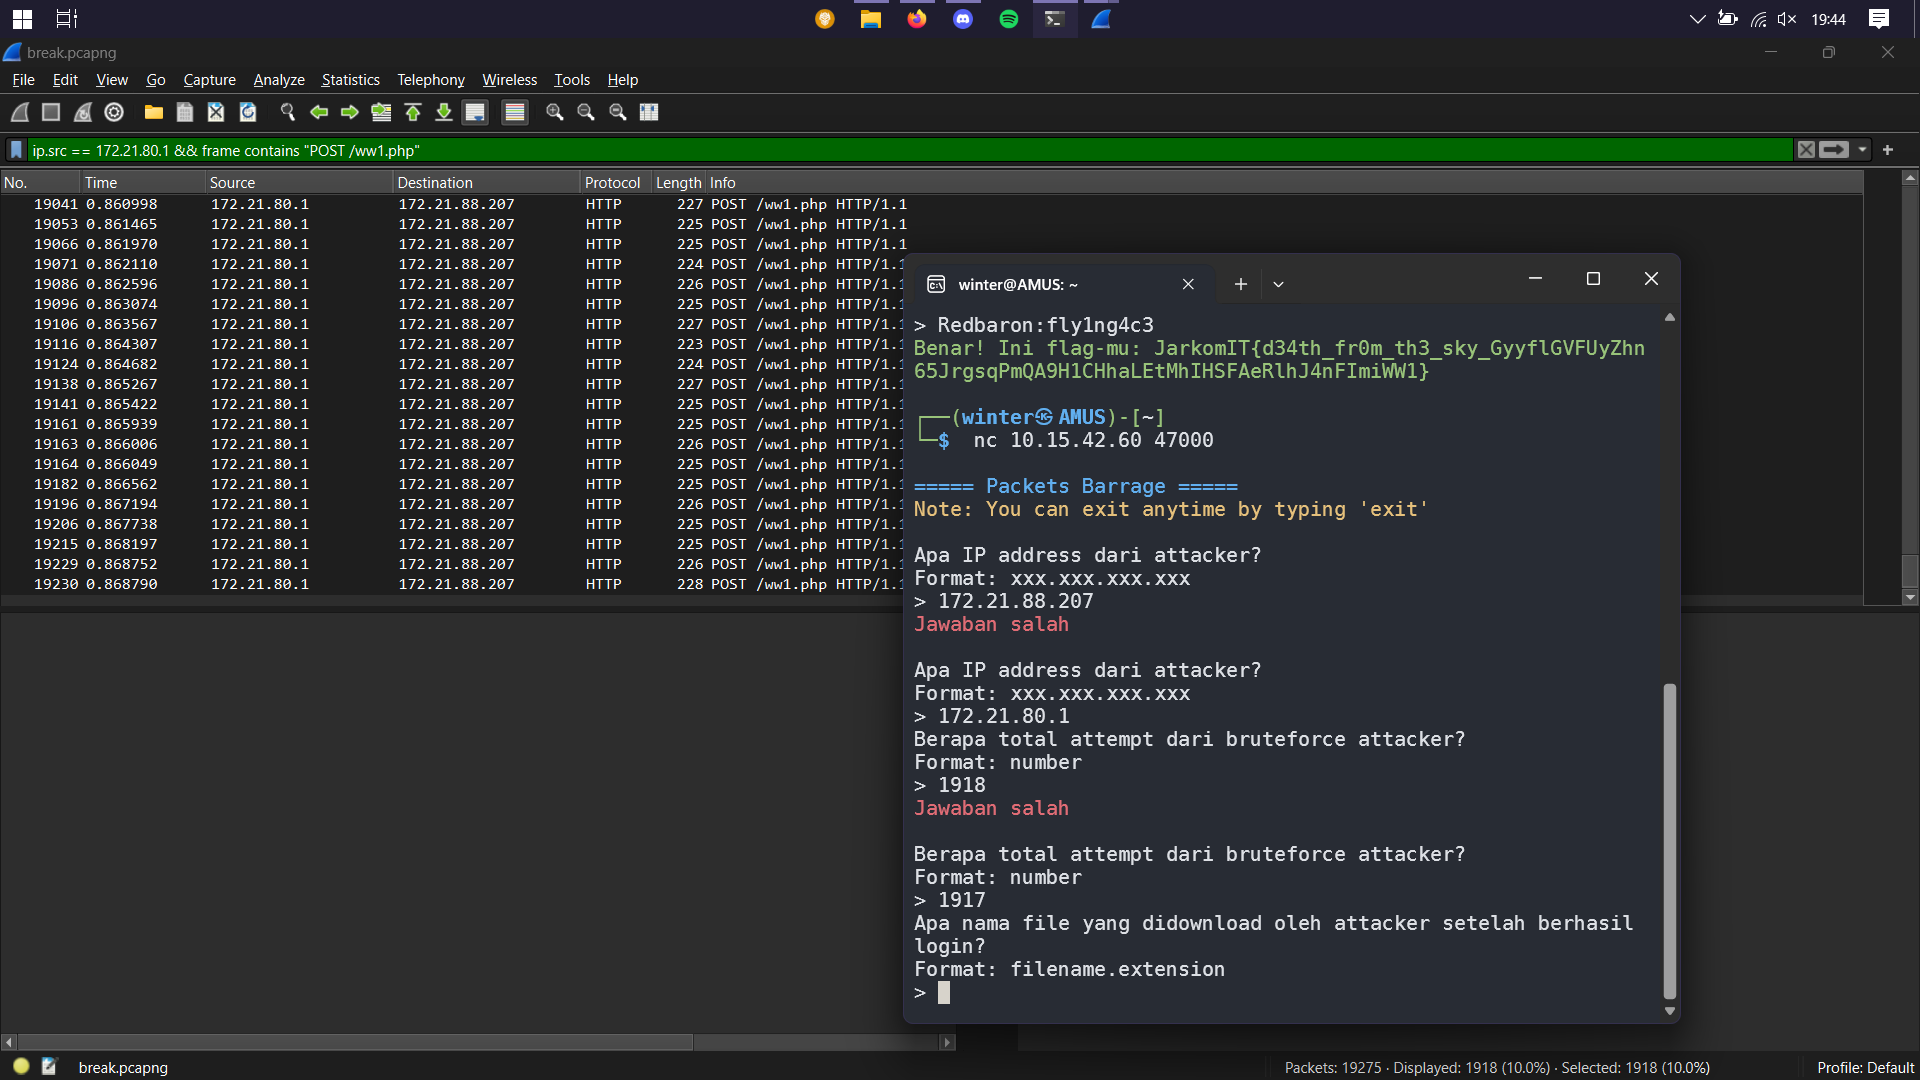 19:44
break.pcapng
File Edit View Go Capture Analyze Statistics Telephony Wireless Tools Help
ip.src == 172.21.80.1 && frame contains "POST /ww1.php"
No. Time Source Destination Protocol Length Info
19041 0.860998 172.21.80.1 172.21.88.207 HTTP 227 POST /ww1.php HTTP/1.1
19053 0.861465 172.21.80.1 172.21.88.207 HTTP 225 POST /ww1.php HTTP/1.1
19066 0.861970 172.21.80.1 172.21.88.207 HTTP 225 POST /ww1.php HTTP/1.1
19071 0.862110 172.21.80.1 172.21.88.207 HTTP 224 POST /ww1.php HTTP/1.1
19086 0.862596 172.21.80.1 172.21.88.207 HTTP 226 POST /ww1.php HTTP/1.1
19096 0.863074 172.21.80.1 172.21.88.207 HTTP 225 POST /ww1.php HTTP/1.1
19106 0.863567 172.21.80.1 172.21.88.207 HTTP 227 POST /ww1.php HTTP/1.1
19116 0.864307 172.21.80.1 172.21.88.207 HTTP 223 POST /ww1.php HTTP/1.1
19124 0.864682 172.21.80.1 172.21.88.207 HTTP 224 POST /ww1.php HTTP/1.1
19138 0.865267 172.21.80.1 172.21.88.207 HTTP 227 POST /ww1.php HTTP/1.1
19141 0.865422 172.21.80.1 172.21.88.207 HTTP 225 POST /ww1.php HTTP/1.1
19161 0.865939 172.21.80.1 172.21.88.207 HTTP 225 POST /ww1.php HTTP/1.1
19163 0.866006 172.21.80.1 172.21.88.207 HTTP 226 POST /ww1.php HTTP/1.1
19164 0.866049 172.21.80.1 172.21.88.207 HTTP 225 POST /ww1.php HTTP/1.1
19182 0.866562 172.21.80.1 172.21.88.207 HTTP 225 POST /ww1.php HTTP/1.1
19196 0.867194 172.21.80.1 172.21.88.207 HTTP 226 POST /ww1.php HTTP/1.1
19206 0.867738 172.21.80.1 172.21.88.207 HTTP 225 POST /ww1.php HTTP/1.1
19215 0.868197 172.21.80.1 172.21.88.207 HTTP 225 POST /ww1.php HTTP/1.1
19229 0.868752 172.21.80.1 172.21.88.207 HTTP 226 POST /ww1.php HTTP/1.1
19230 0.868790 172.21.80.1 172.21.88.207 HTTP 228 POST /ww1.php HTTP/1.1
winter@AMUS: ~
> Redbaron:fly1ng4c3
Benar! Ini flag-mu: JarkomIT{d34th_fr0m_th3_sky_GyyflGVFUyZhn
65JrgsqPmQA9H1CHhaLEtMhIHSFAeRlhJ4nFImiWW1}
(winter㉿AMUS)-[~]
$ nc 10.15.42.60 47000
===== Packets Barrage =====
Note: You can exit anytime by typing 'exit'
Apa IP address dari attacker?
Format: xxx.xxx.xxx.xxx
> 172.21.88.207
Jawaban salah
Apa IP address dari attacker?
Format: xxx.xxx.xxx.xxx
> 172.21.80.1
Berapa total attempt dari bruteforce attacker?
Format: number
> 1918
Jawaban salah
Berapa total attempt dari bruteforce attacker?
Format: number
> 1917
Apa nama file yang didownload oleh attacker setelah berhasil
login?
Format: filename.extension
>
break.pcapng
Packets: 19275 · Displayed: 1918 (10.0%) · Selected: 1918 (10.0%)
Profile: Default